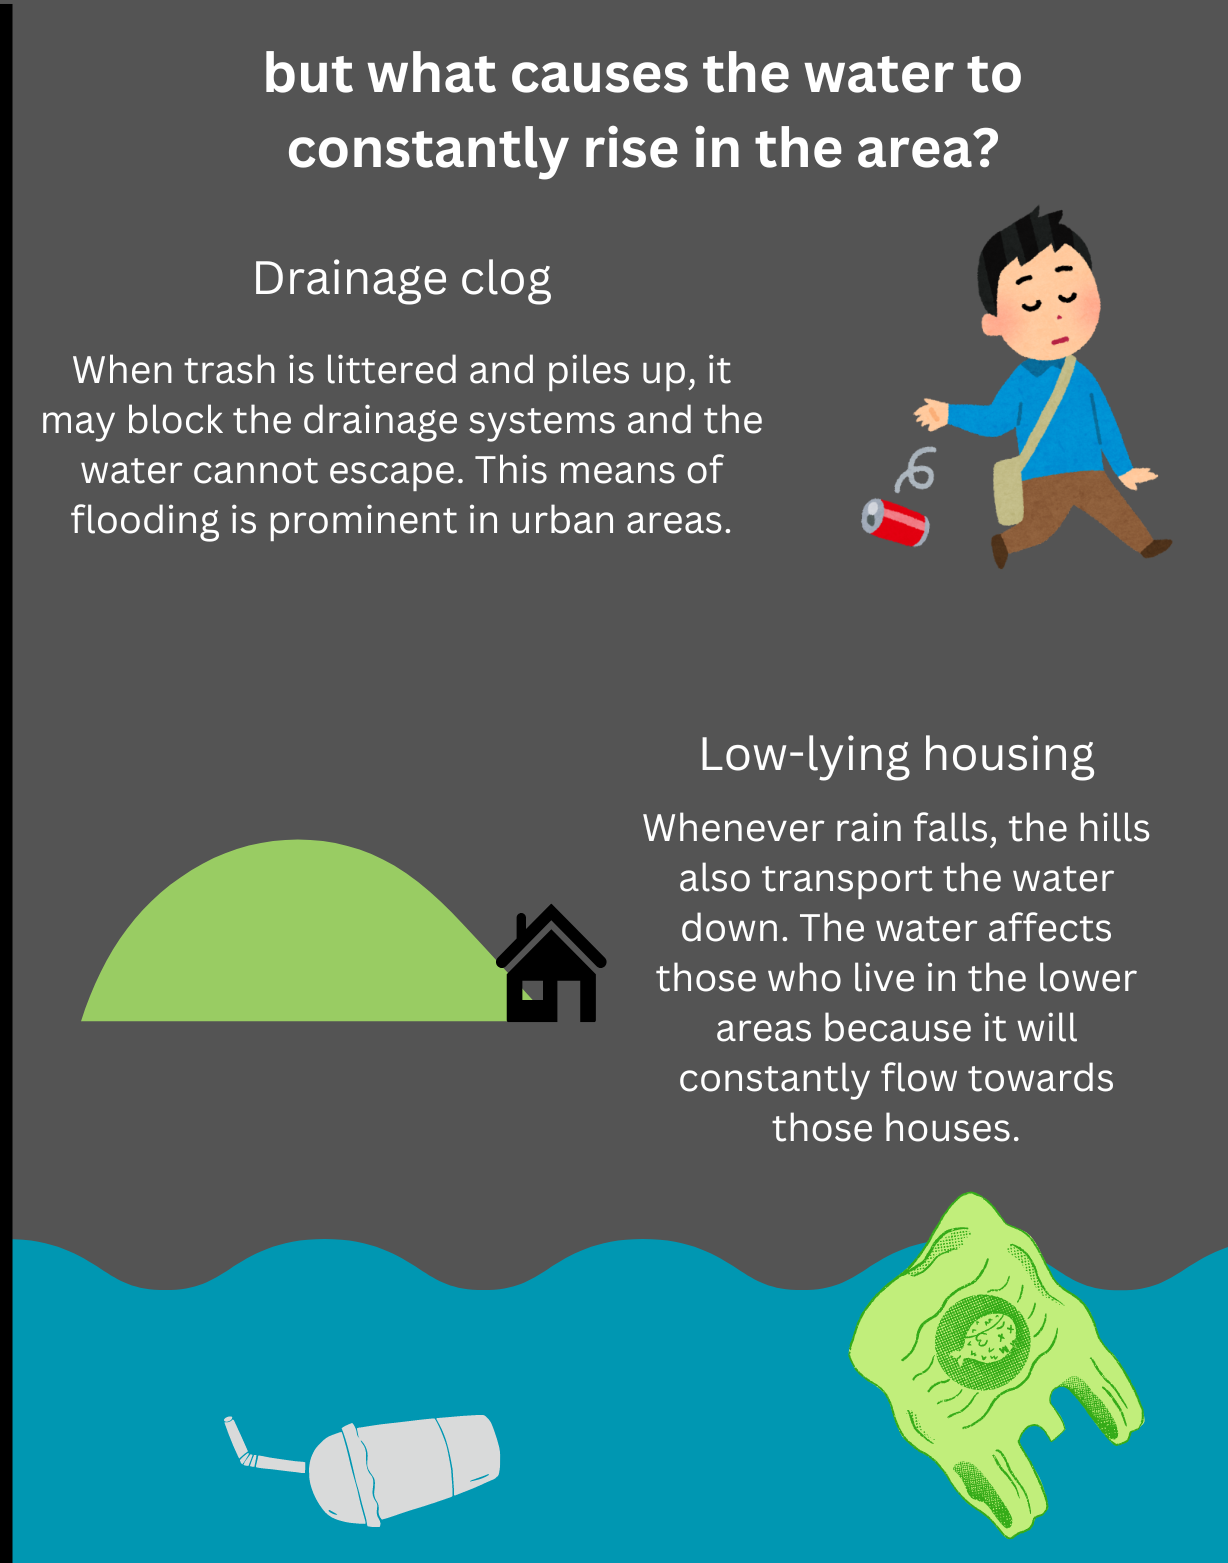 but what causes the water to
constantly rise in the area?
Drainage clog
When trash is littered and piles up, it
may block the drainage systems and the
water cannot escape. This means of
flooding is prominent in urban areas.
Low-lying housing
Whenever rain falls, the hills
also transport the water
down. The water affects
those who live in the lower
areas because it will
constantly flow towards
those houses.